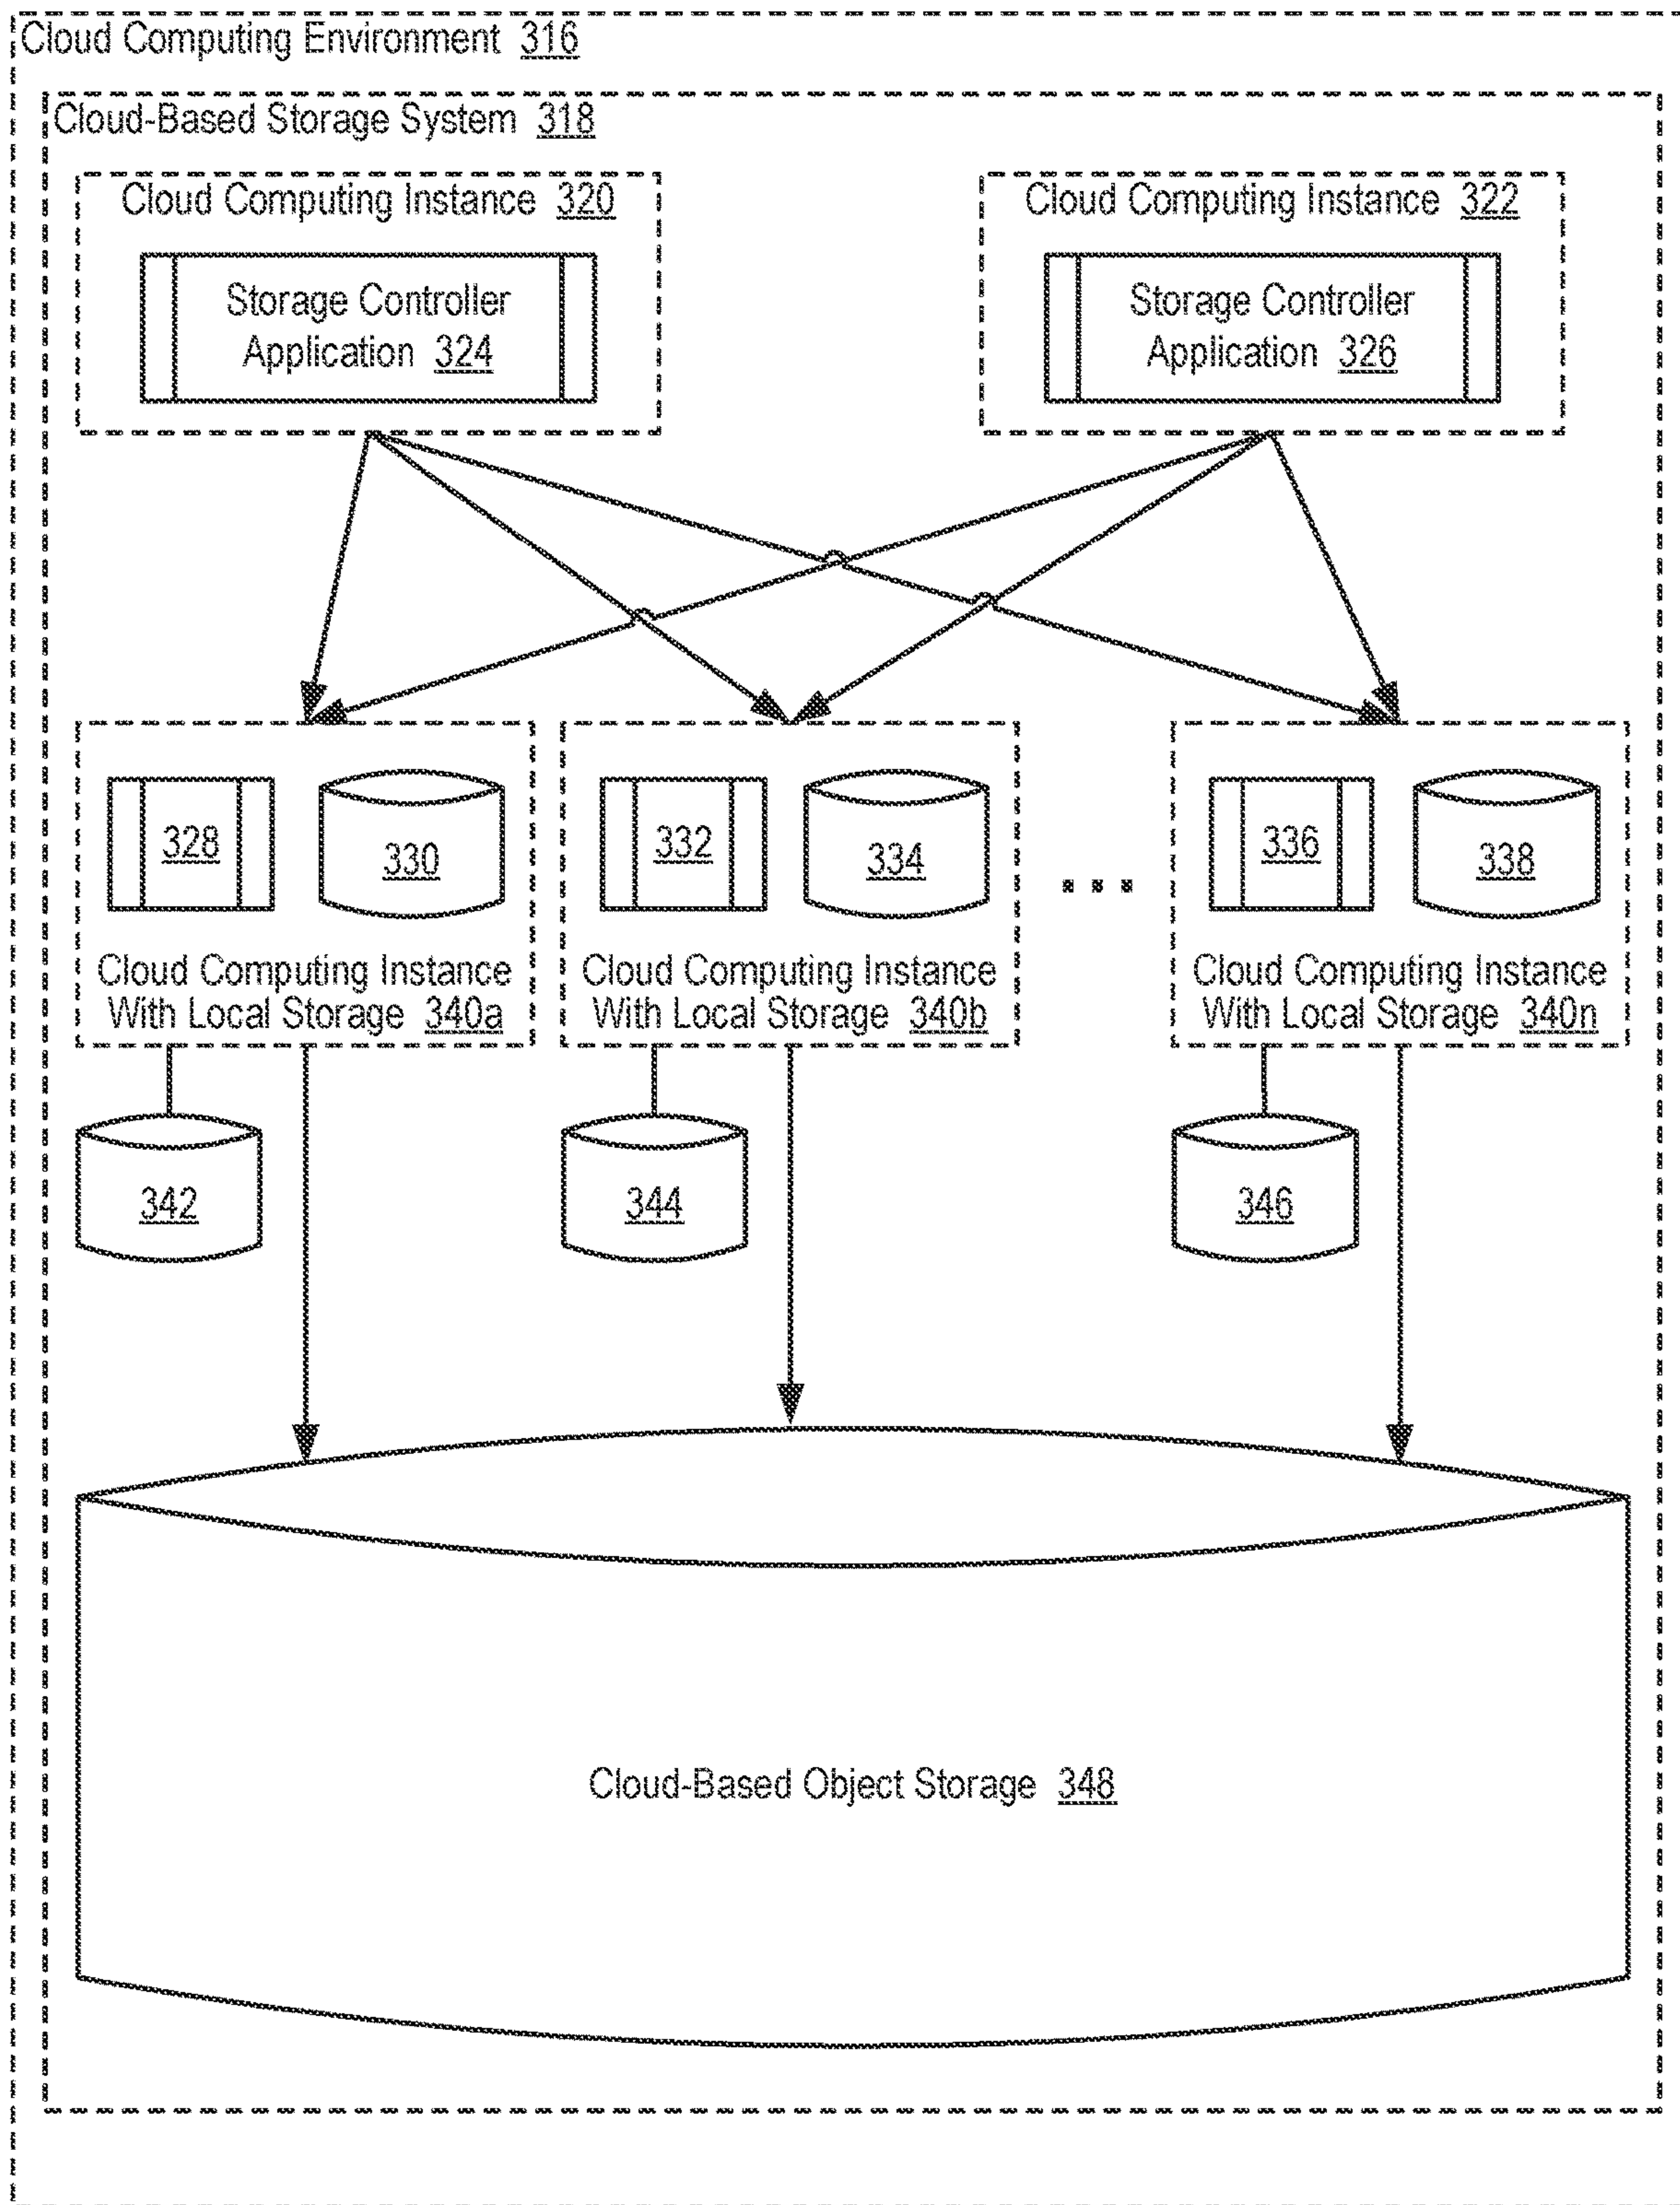 Cloud Computing Environment 316
Cloud-Based Storage System 318
Cloud Computing Instance 320
Storage Controller
Application 324
Cloud Computing Instance 322
Storage Controller
Application 326
328
330
Cloud Computing Instance
With Local Storage 340a
332
334
Cloud Computing Instance
With Local Storage 340b
...
336
338
Cloud Computing Instance
With Local Storage 340n
342
344
346
Cloud-Based Object Storage 348